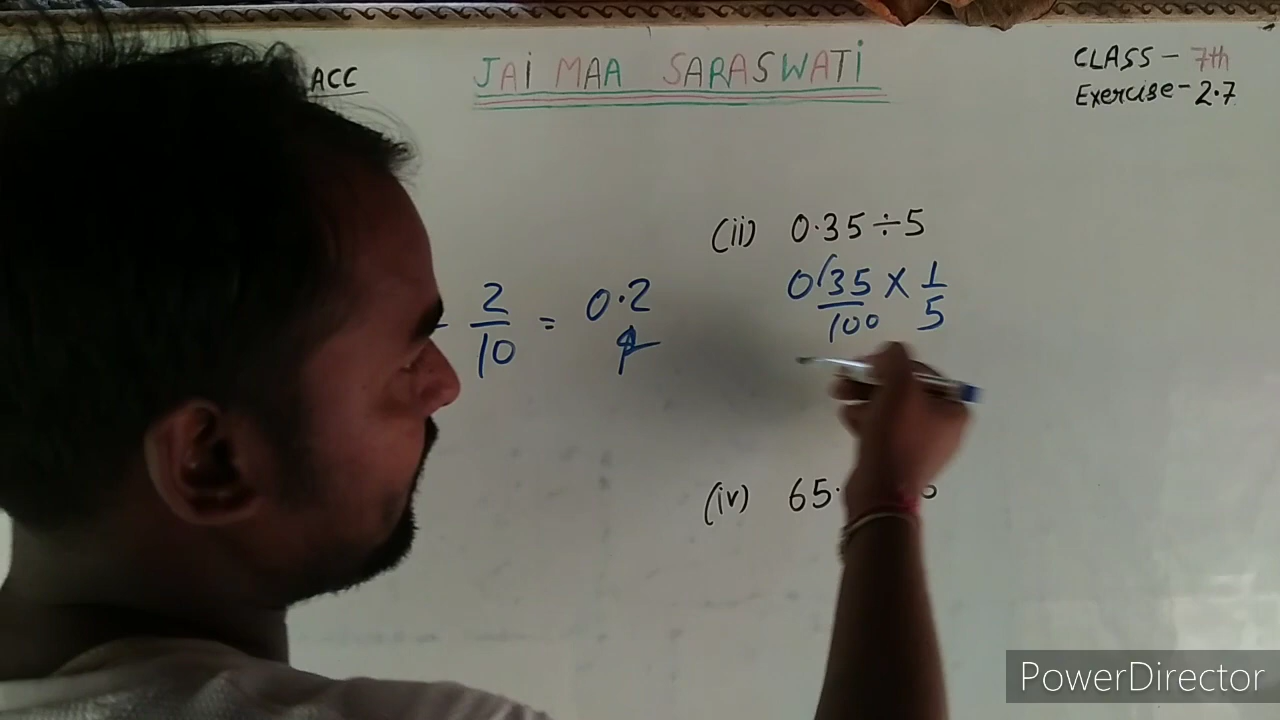 ACC
JAI MAA SARASWATI
CLASS - 7th
Exercise - 2.7
(ii) 0.35÷5
2/10 = 0.2
35/100 × 1/5
(iv) 65.
PowerDirector